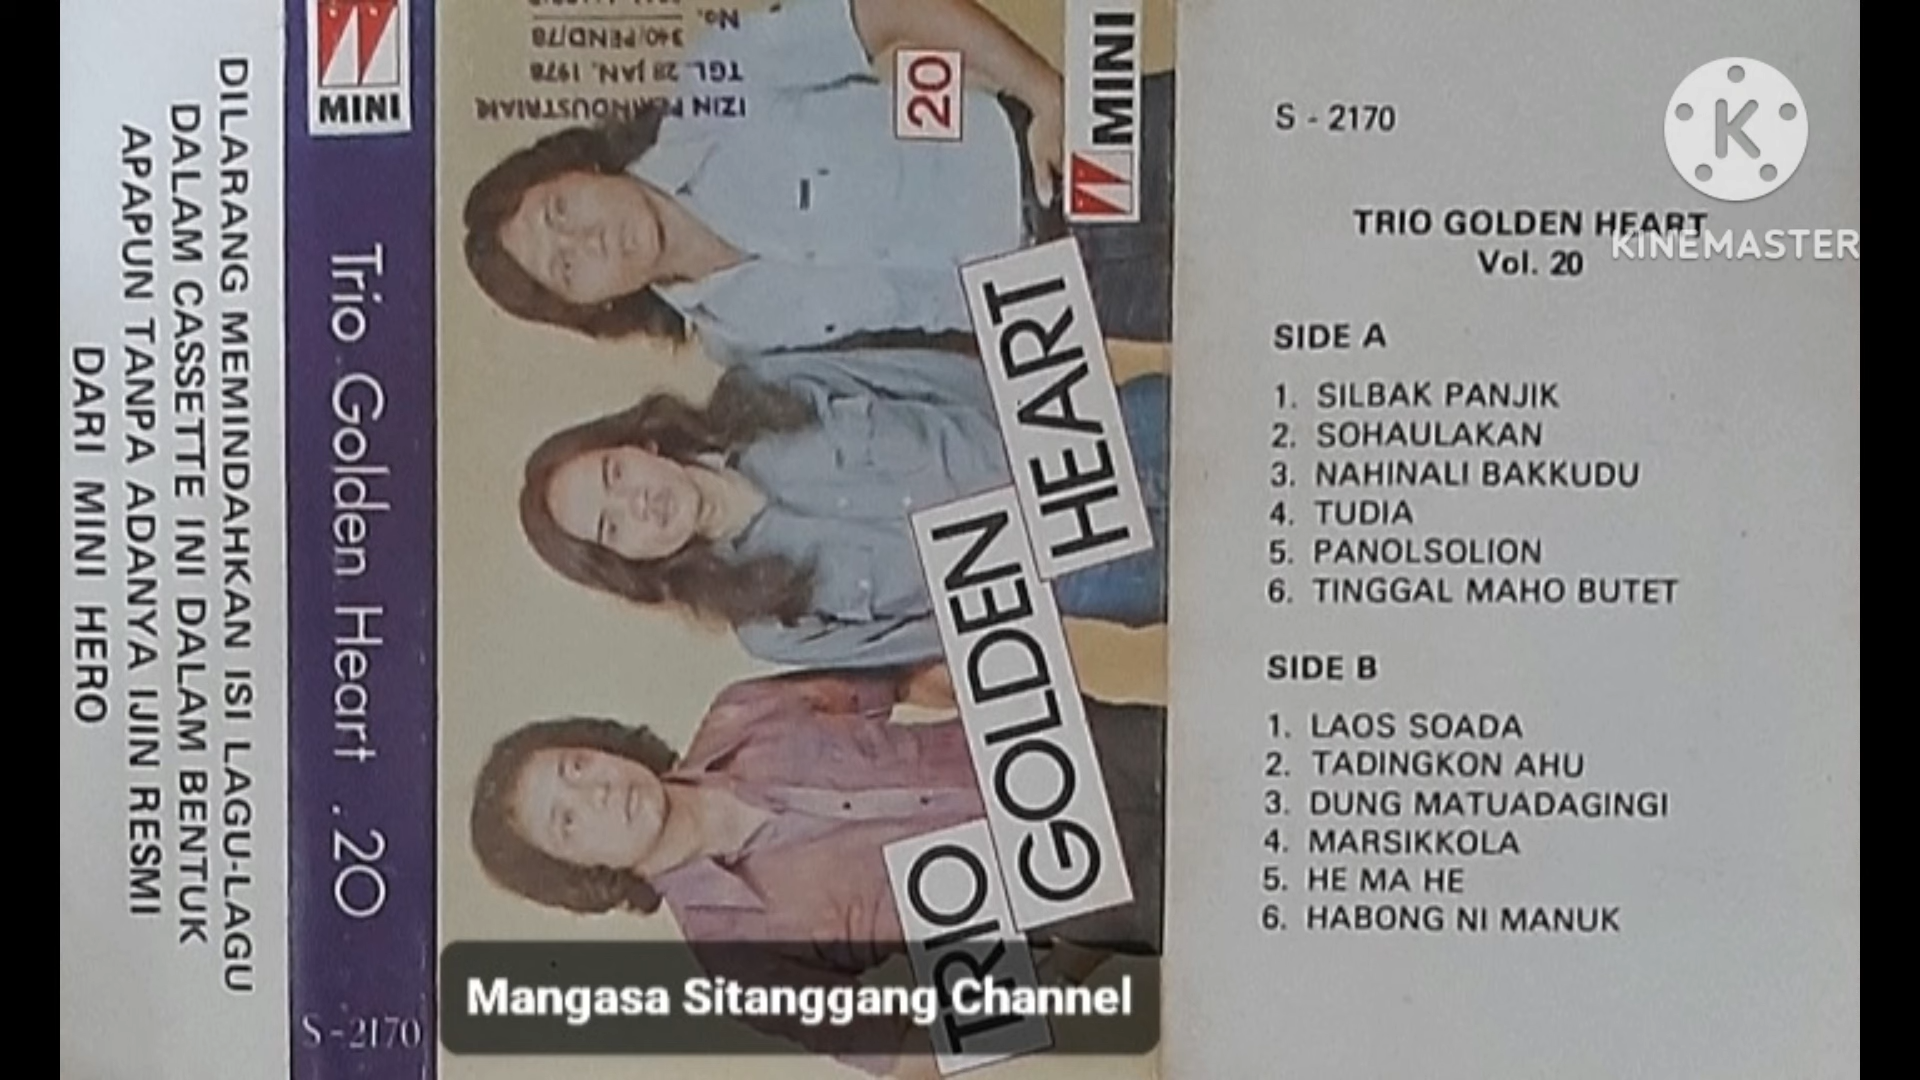 DILARANG MEMINDAHKAN ISI LAGU-LAGU
DALAM CASSETTE INI DALAM BENTUK
APAPUN TANPA ADANYA IJIN RESMI
DARI MINI HERO
MINI
Trio Golden Heart . 20
S - 2170
IZIN PERINDUSTRIAN
TGL. 28 JAN. 1978
340/PEND/78
No.
20
MINI
TRIO
GOLDEN
HEART
Mangasa Sitanggang Channel
S - 2170
K
KINEMASTER
TRIO GOLDEN HEART
Vol. 20
SIDE A
1. SILBAK PANJIK
2. SOHAULAKAN
3. NAHINALI BAKKUDU
4. TUDIA
5. PANOLSOLION
6. TINGGAL MAHO BUTET
SIDE B
1. LAOS SOADA
2. TADINGKON AHU
3. DUNG MATUADAGINGI
4. MARSIKKOLA
5. HE MA HE
6. HABONG NI MANUK